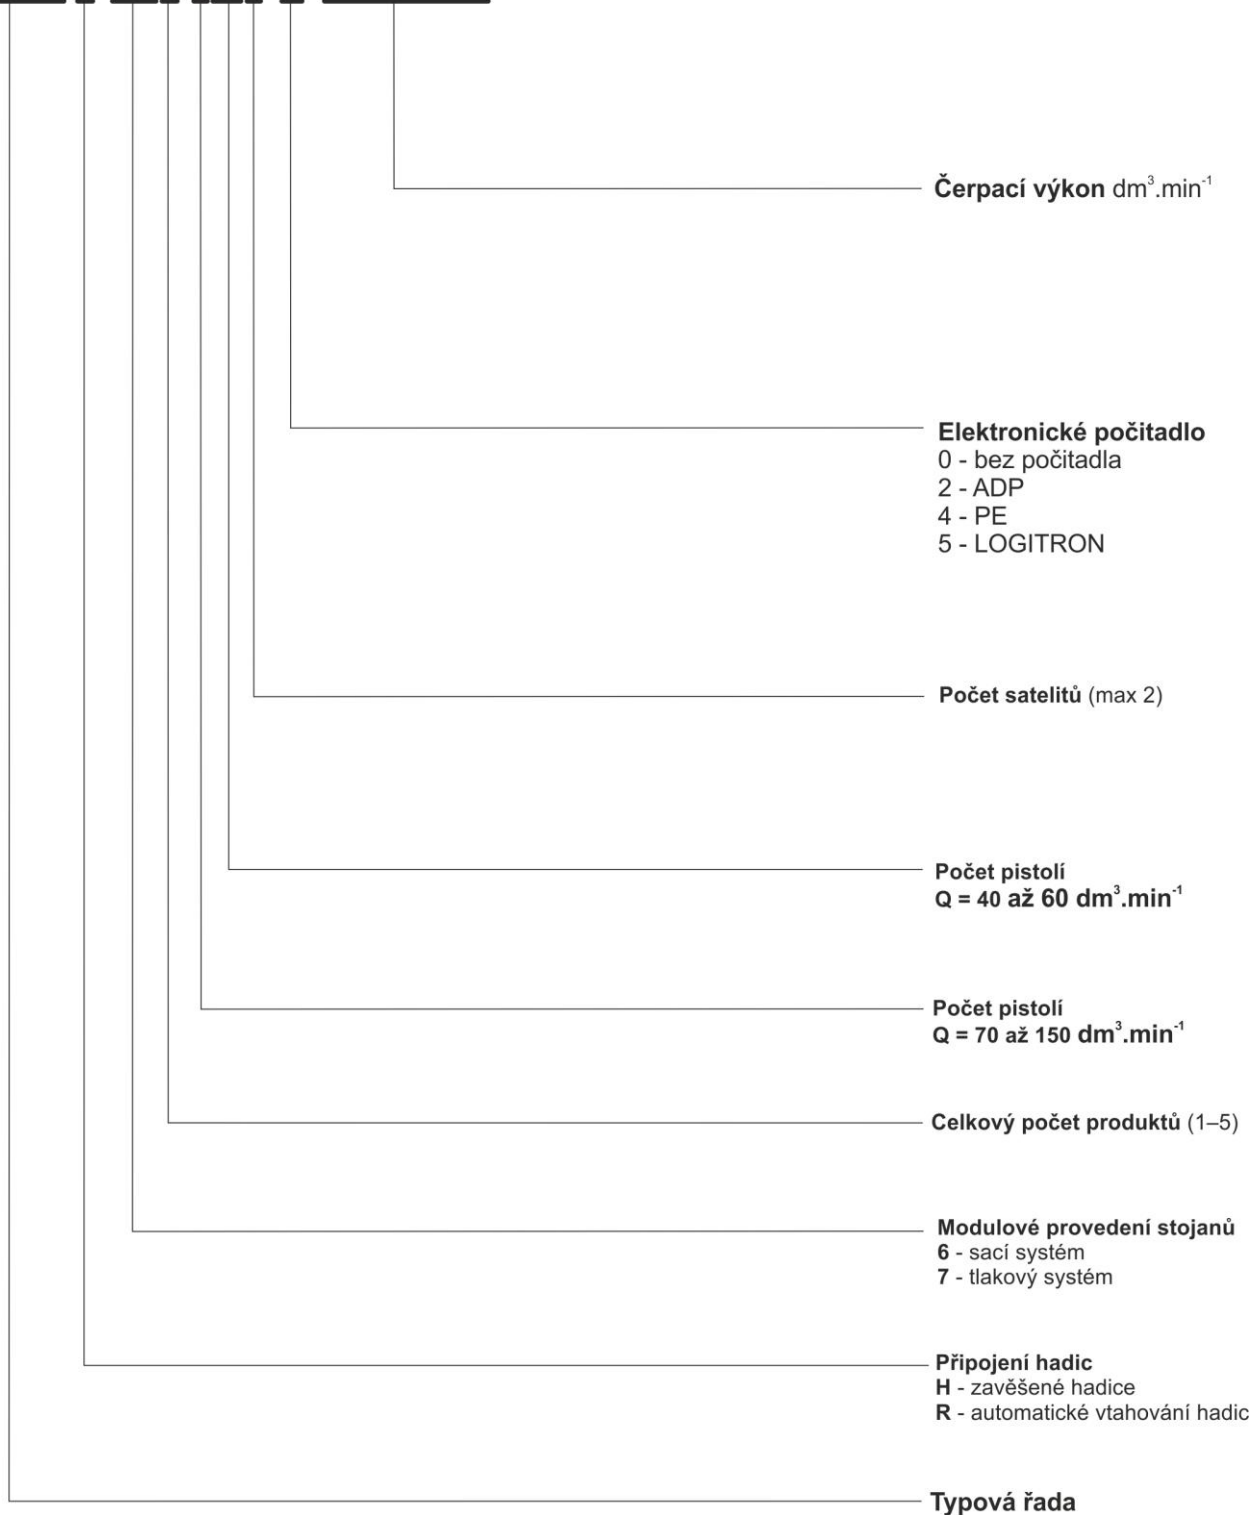 Čerpací výkon dm³.min⁻¹
Elektronické počitadlo
0 - bez počitadla
2 - ADP
4 - PE
5 - LOGITRON
Počet satelitů (max 2)
Počet pistolí
Q = 40 až 60 dm³.min⁻¹
Počet pistolí
Q = 70 až 150 dm³.min⁻¹
Celkový počet produktů (1–5)
Modulové provedení stojanů
6 - sací systém
7 - tlakový systém
Připojení hadic
H - zavěšené hadice
R - automatické vtahování hadic
Typová řada